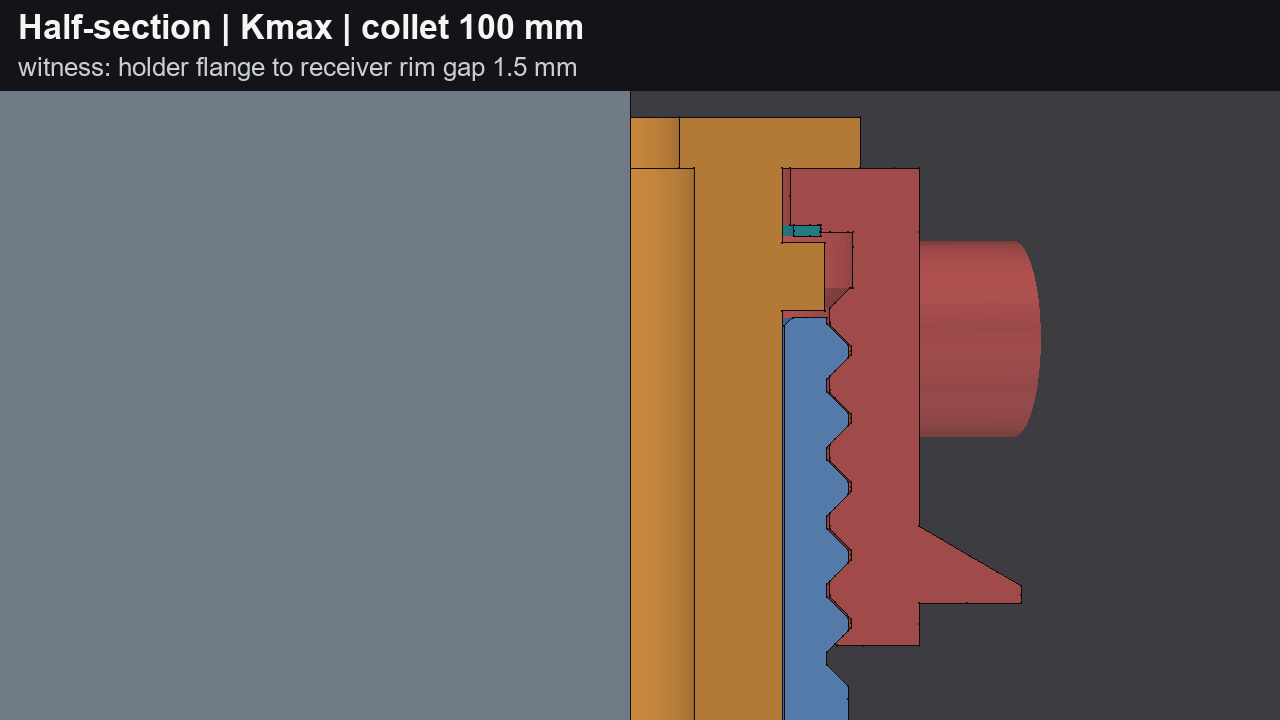 Half-section | Kmax | collet 100 mm
witness: holder flange to receiver rim gap 1.5 mm